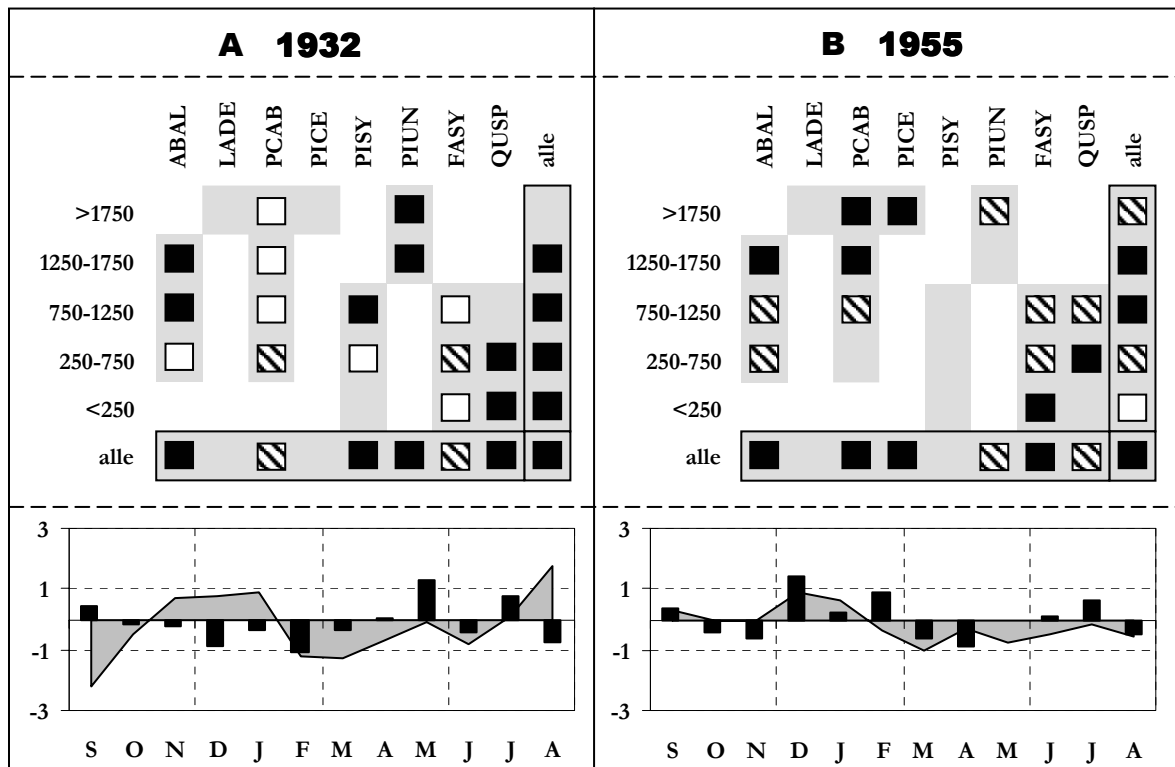 A 1932
ABAL LADE PCAB PICE PISY PIUN FASY QUSP alle
>1750
1250-1750
750-1250
250-750
<250
alle
3
1
-1
-3
S O N D J F M A M J J A
B 1955
ABAL LADE PCAB PICE PISY PIUN FASY QUSP alle
>1750
1250-1750
750-1250
250-750
<250
alle
3
1
-1
-3
S O N D J F M A M J J A